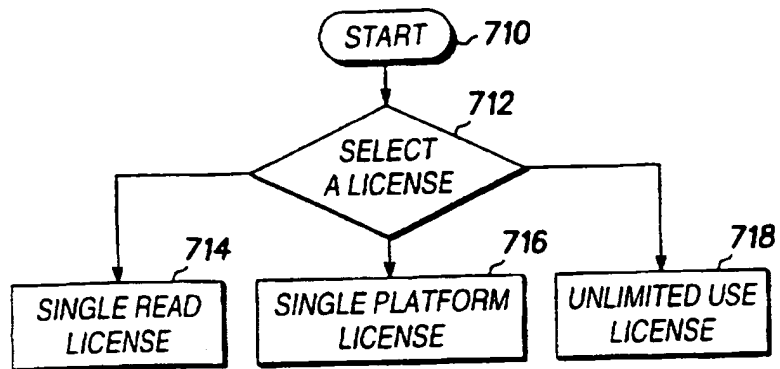 START
710
712
SELECT
A LICENSE
714
716
718
SINGLE READ
LICENSE
SINGLE PLATFORM
LICENSE
UNLIMITED USE
LICENSE